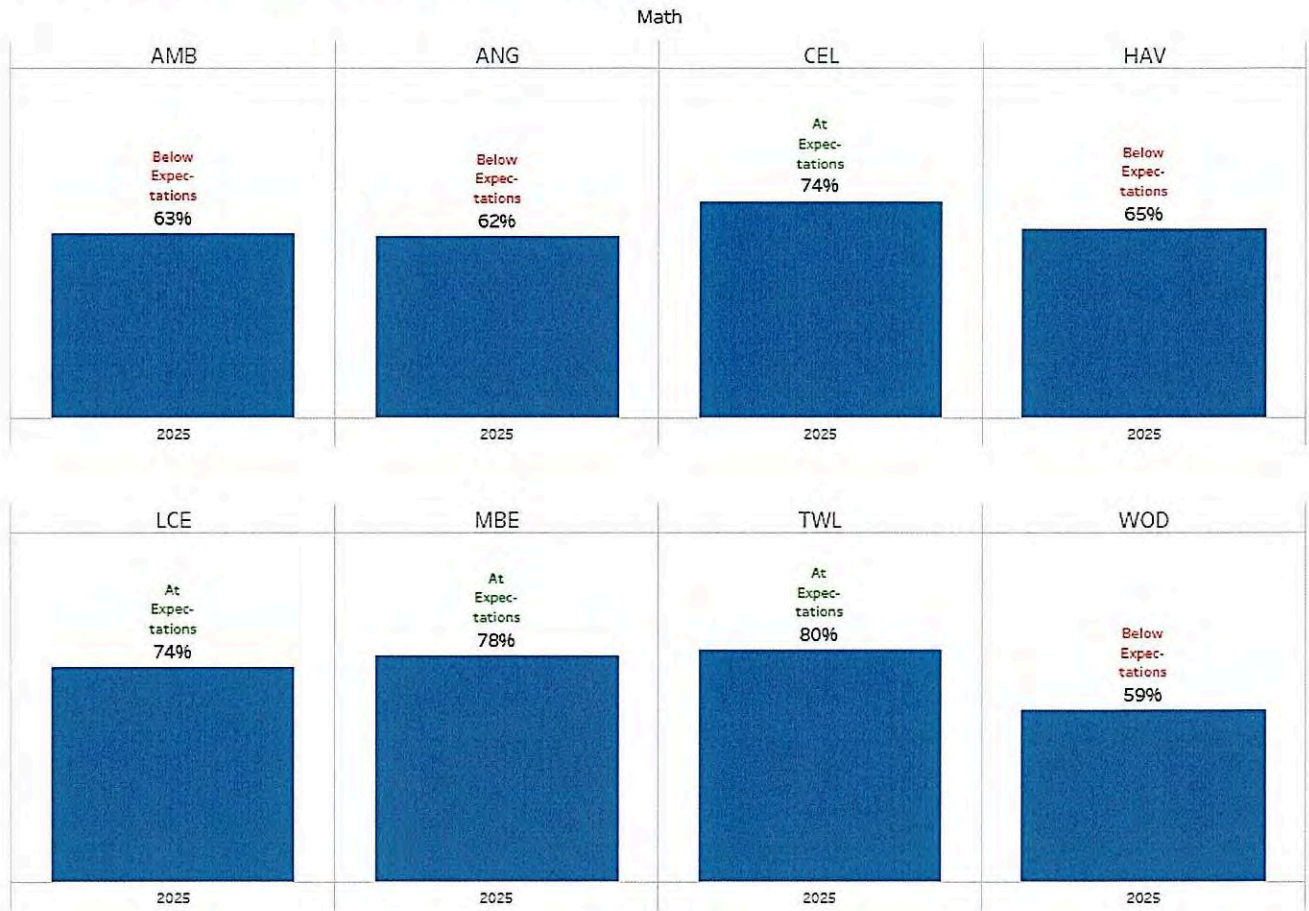 Math
AMB
ANG
CEL
HAV
Below
Expec-
tations
63%
Below
Expec-
tations
62%
At
Expec-
tations
74%
Below
Expec-
tations
65%
2025
2025
2025
2025
LCE
MBE
TWL
WOD
At
Expec-
tations
74%
At
Expec-
tations
78%
At
Expec-
tations
80%
Below
Expec-
tations
59%
2025
2025
2025
2025